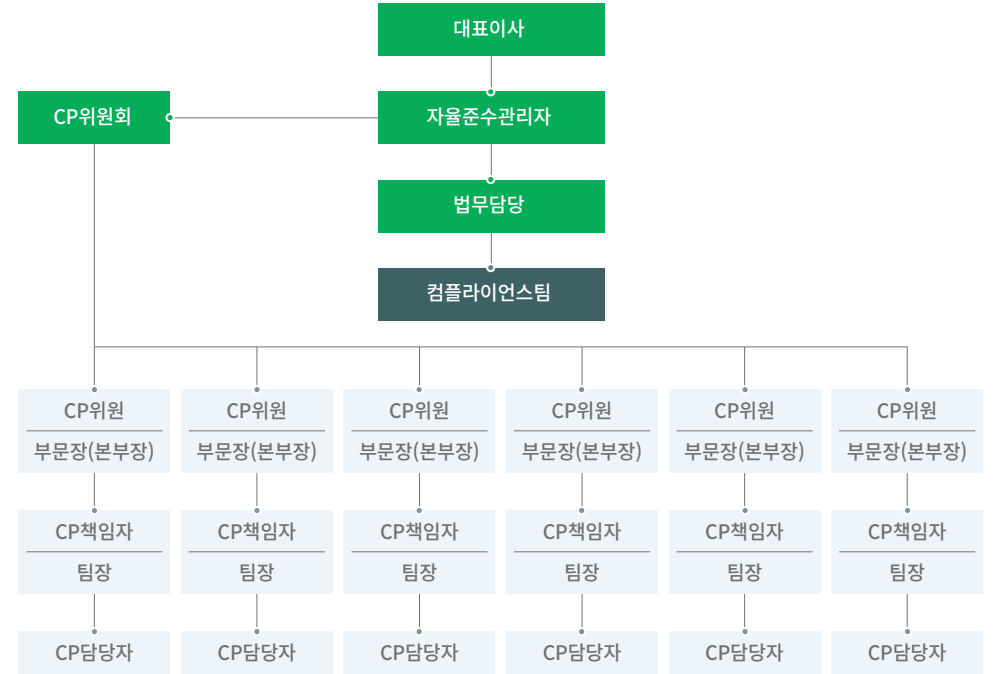 대표이사
CP위원회
자율준수관리자
법무담당
컴플라이언스팀
CP위원 CP위원 CP위원 CP위원 CP위원 CP위원
부문장(본부장) 부문장(본부장) 부문장(본부장) 부문장(본부장) 부문장(본부장) 부문장(본부장)
CP책임자 CP책임자 CP책임자 CP책임자 CP책임자 CP책임자
팀장 팀장 팀장 팀장 팀장 팀장
CP담당자 CP담당자 CP담당자 CP담당자 CP담당자 CP담당자